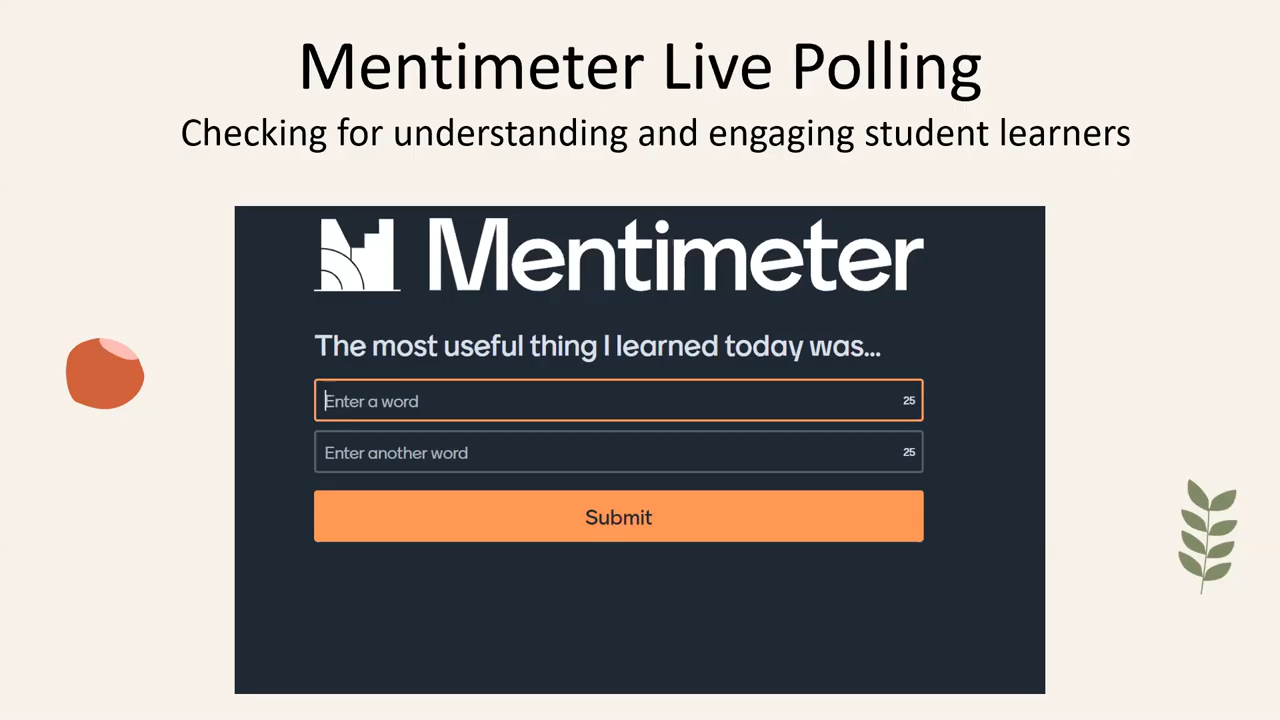 Mentimeter Live Polling
Checking for understanding and engaging student learners
Mentimeter
The most useful thing I learned today was...
Enter a word 25
Enter another word 25
Submit